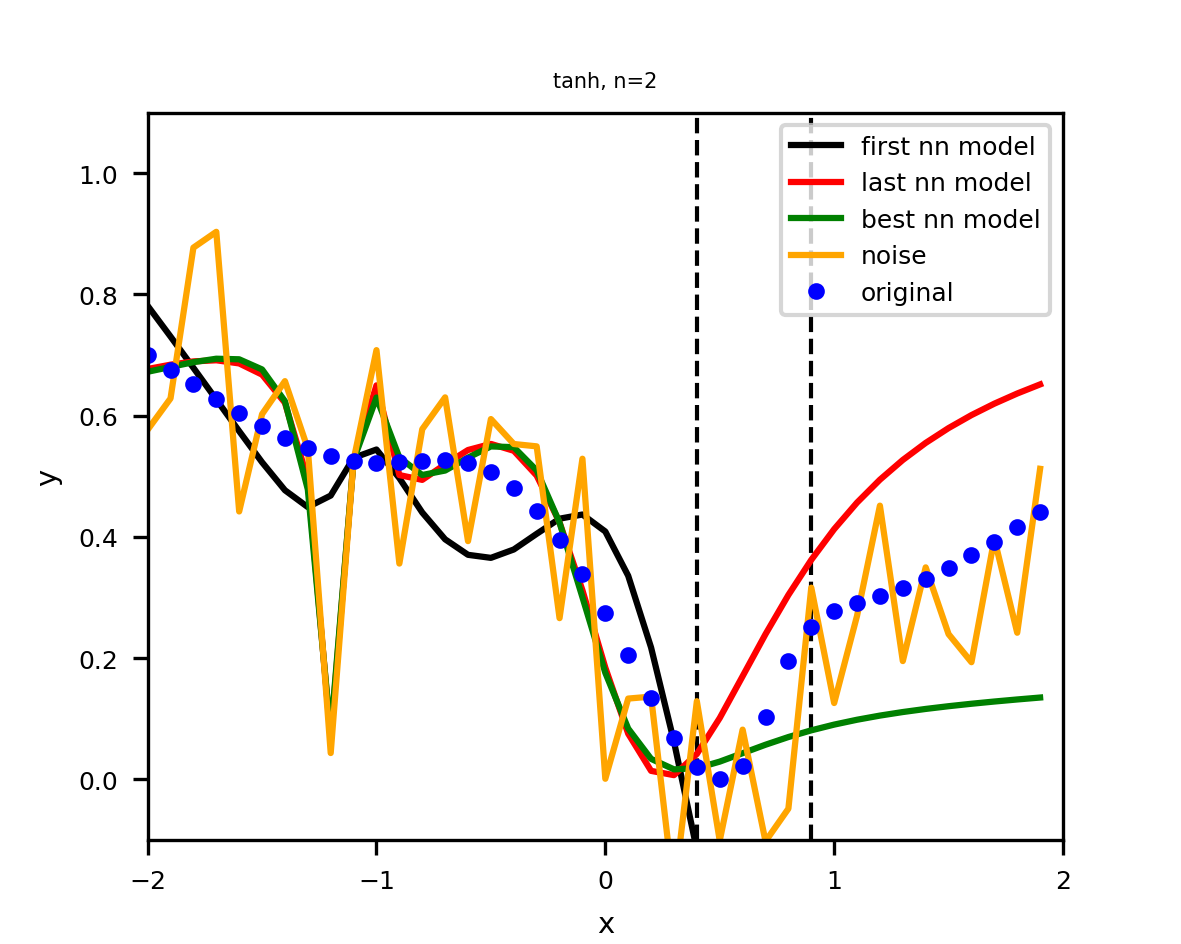 tanh, n=2
first nn model
last nn model
best nn model
noise
original
1.0
0.8
0.6
0.4
0.2
0.0
y
−2 −1 0 1 2
x